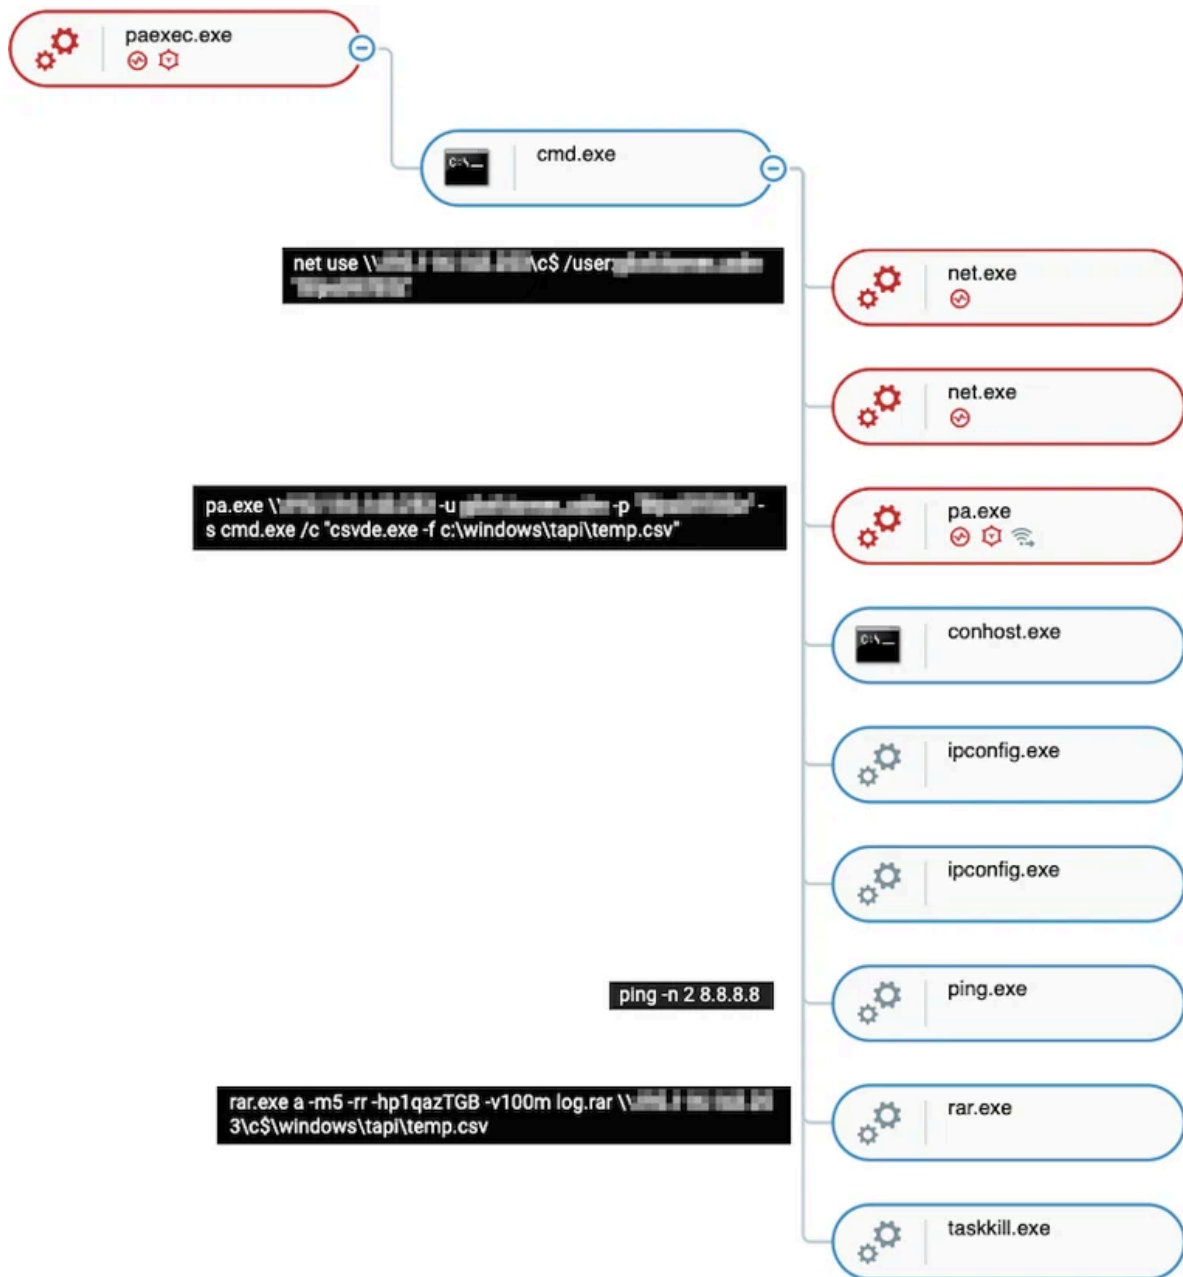 paexec.exe
cmd.exe
net use \\ \c$ /user:
net.exe
net.exe
pa.exe \\ -u -p -
s cmd.exe /c "csvde.exe -f c:\windows\tapi\temp.csv"
pa.exe
conhost.exe
ipconfig.exe
ipconfig.exe
ping -n 2 8.8.8.8
ping.exe
rar.exe a -m5 -rr -hp1qazTGB -v100m log.rar \\
3\c$\windows\tapi\temp.csv
rar.exe
taskkill.exe